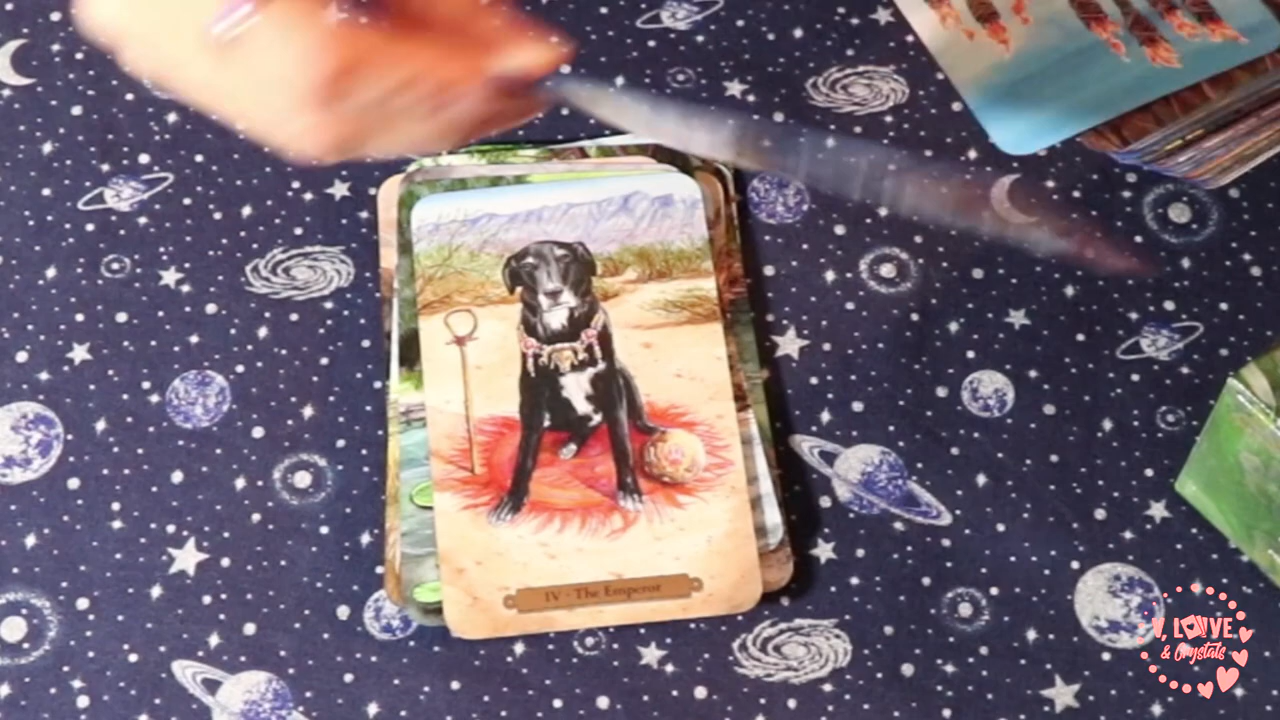 IV - The Emperor
V, LOVE
& Crystals